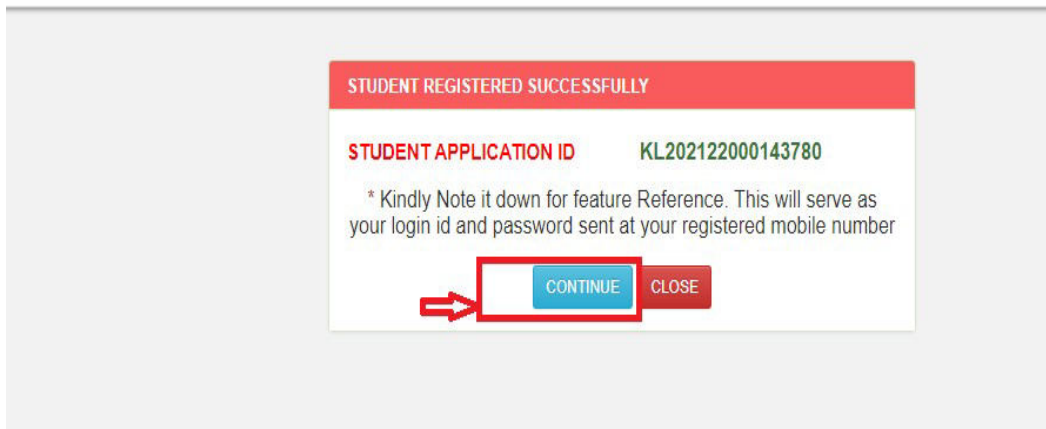 STUDENT REGISTERED SUCCESSFULLY
STUDENT APPLICATION ID KL202122000143780
* Kindly Note it down for feature Reference. This will serve as
your login id and password sent at your registered mobile number
CONTINUE CLOSE